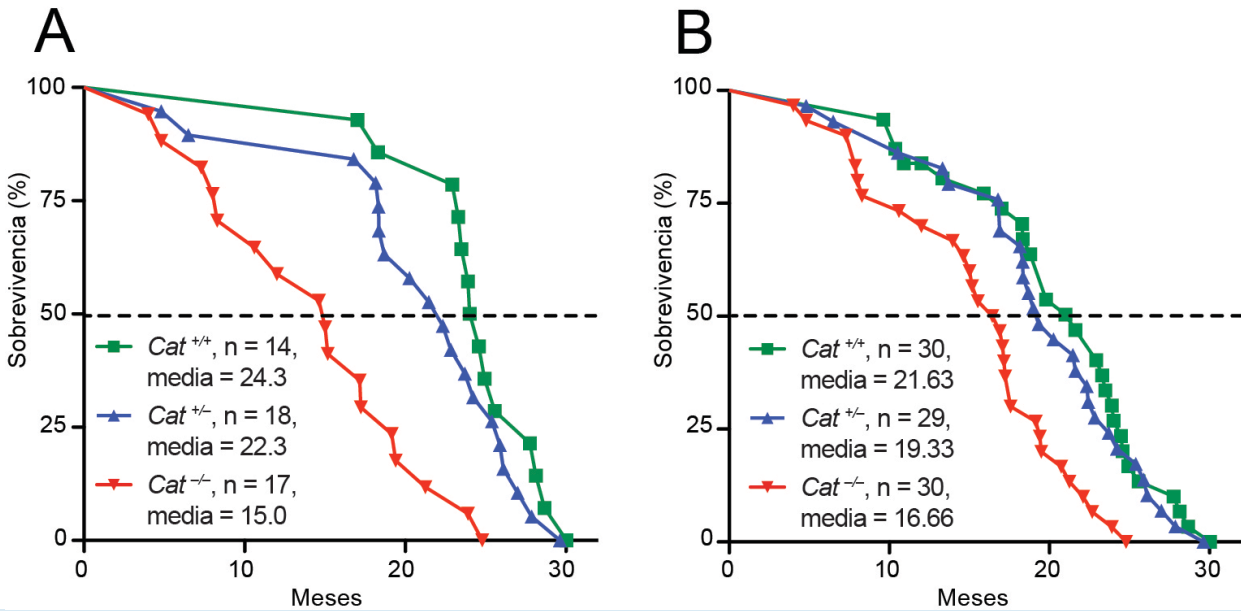 A
Sobrevivencia (%)
100
75
50
25
0
Cat +/+, n = 14,
media = 24.3
Cat +/–, n = 18,
media = 22.3
Cat –/–, n = 17,
media = 15.0
0 10 20 30
Meses
B
Sobrevivencia (%)
100
75
50
25
0
Cat +/+, n = 30,
media = 21.63
Cat +/–, n = 29,
media = 19.33
Cat –/–, n = 30,
media = 16.66
0 10 20 30
Meses